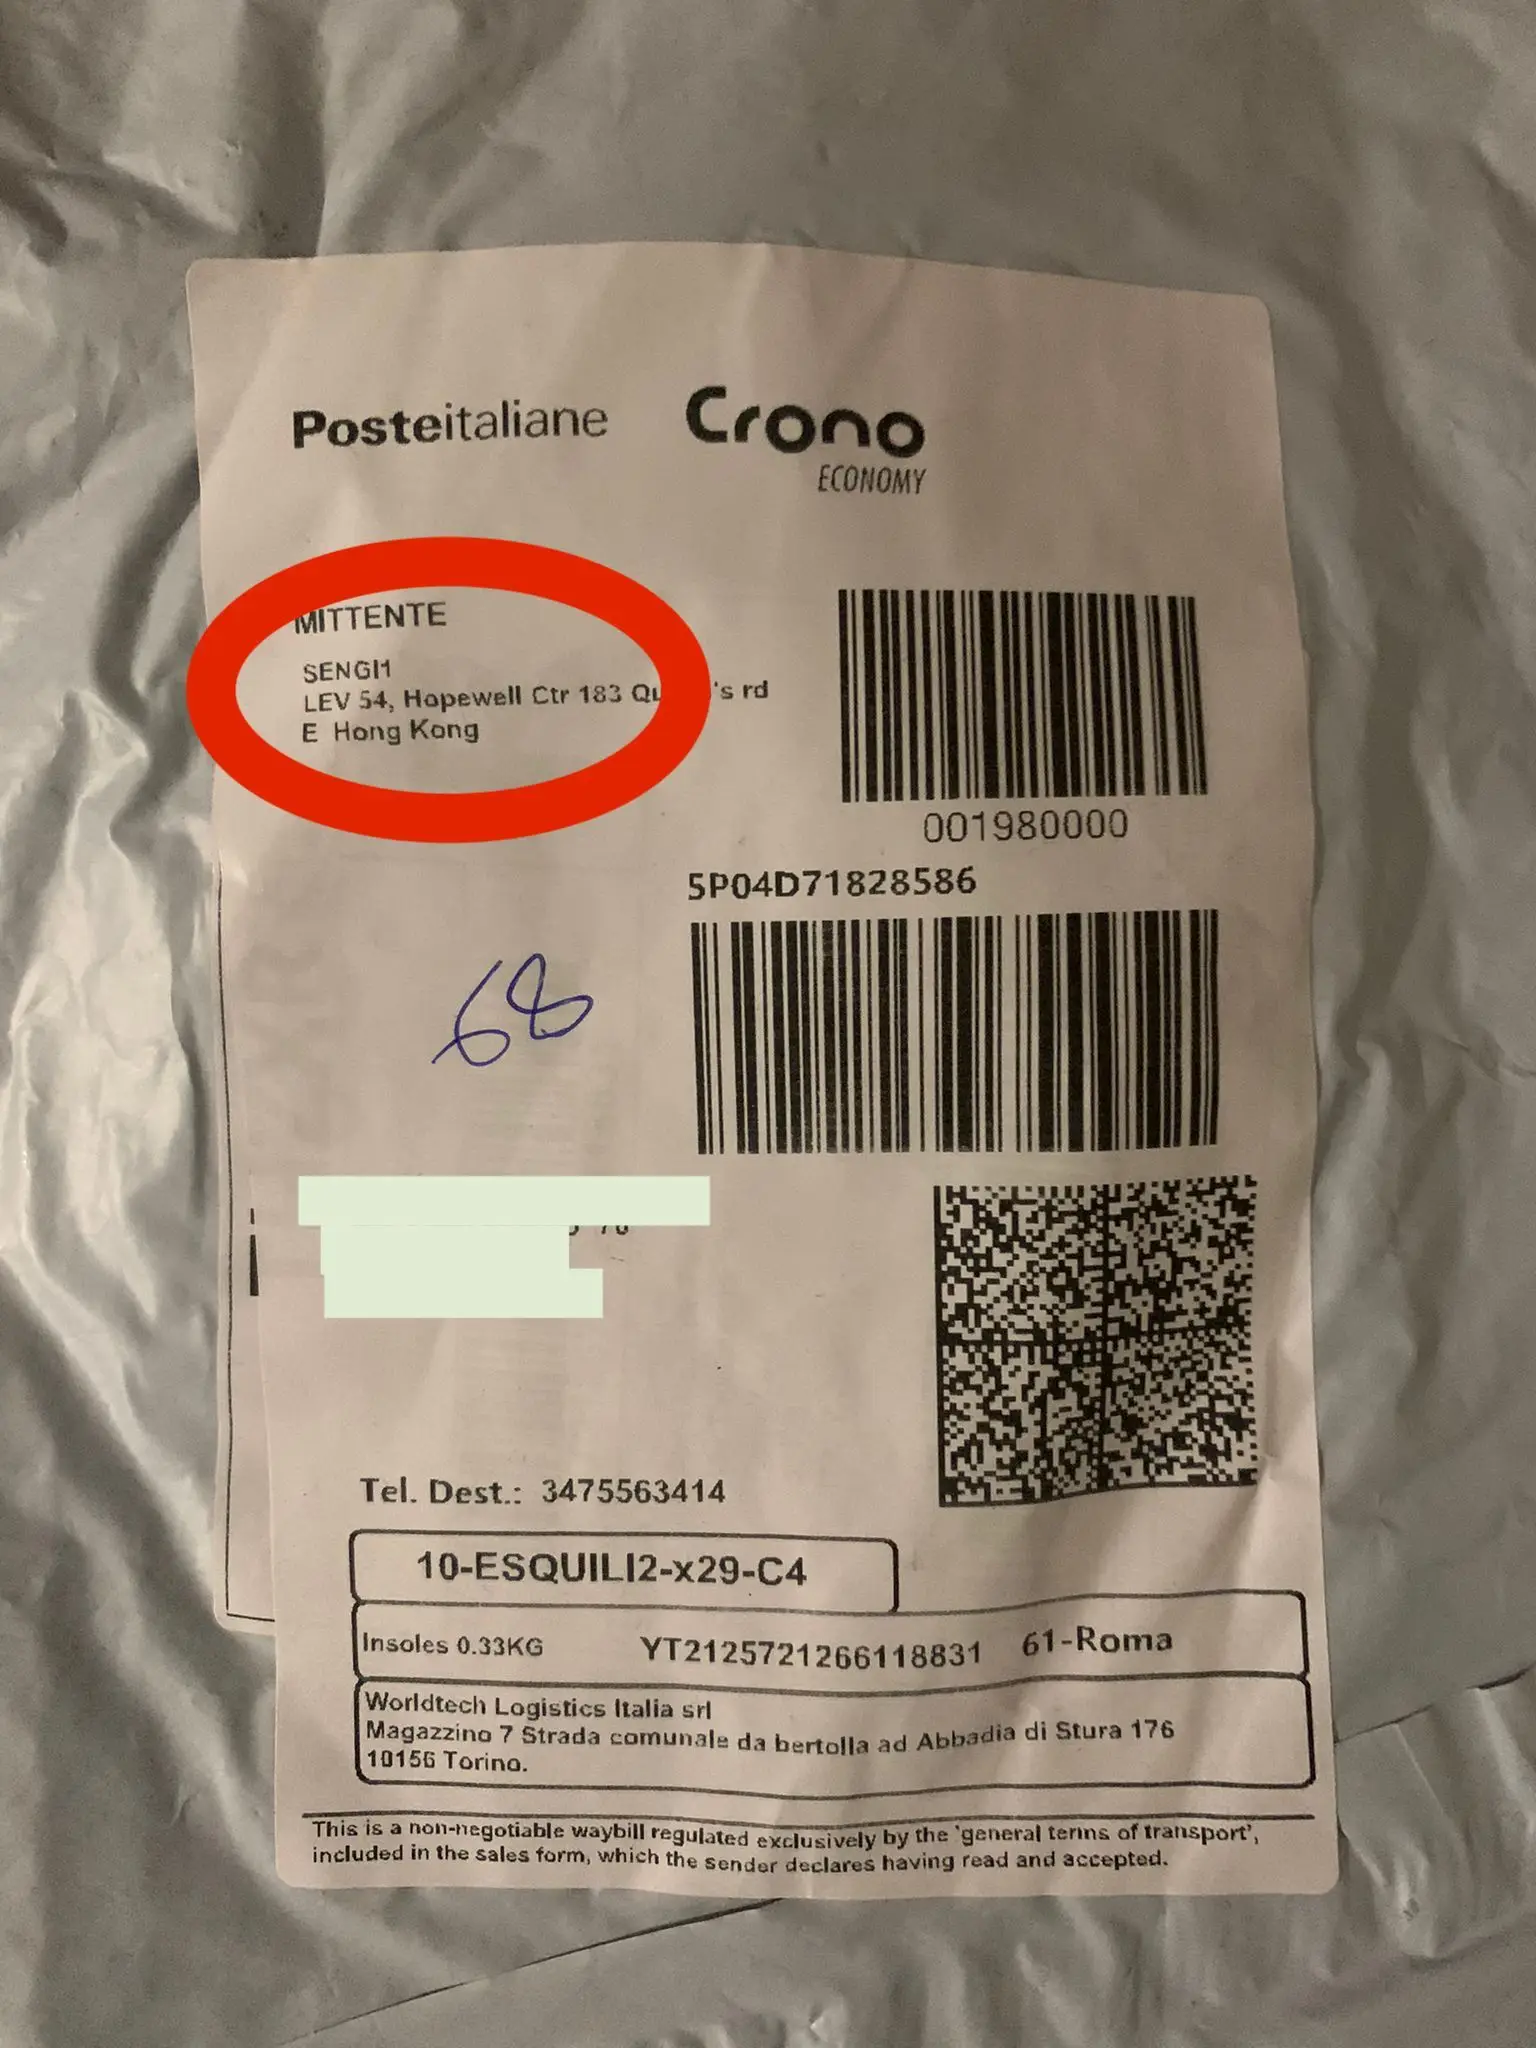 Posteitaliane Crono
ECONOMY
MITTENTE
SENGI1
LEV 54, Hopewell Ctr 183 's rd
E Hong Kong
001980000
5P04D71828586
68
Tel. Dest.: 3475563414
10-ESQUILI2-x29-C4
Insoles 0.33KG YT2125721266118831 61-Roma
Worldtech Logistics Italia srl
Magazzino 7 Strada comunale da bertolla ad Abbadia di Stura 176
10156 Torino.
This is a non-negotiable waybill regulated exclusively by the 'general terms of transport',
included in the sales form, which the sender declares having read and accepted.